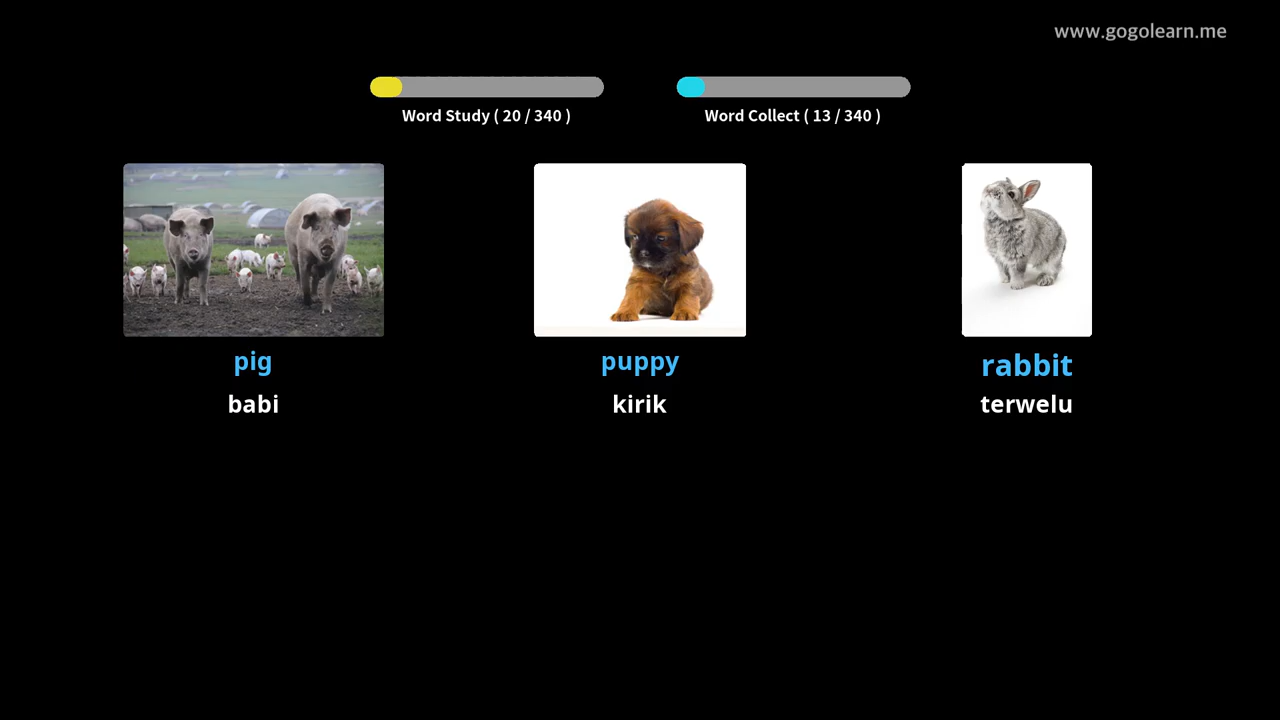 www.gogolearn.me
Word Study ( 20 / 340 )
Word Collect ( 13 / 340 )
pig
babi
puppy
kirik
rabbit
terwelu